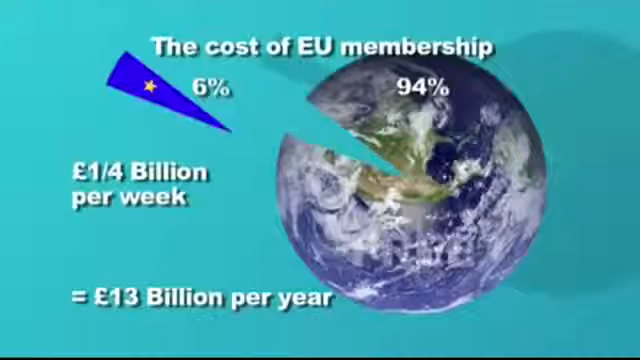 The cost of EU membership
6%
94%
£1/4 Billion
per week
= £13 Billion per year